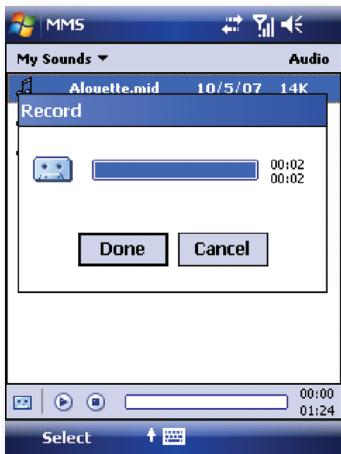 MMS
My Sounds Audio
Alouette.mid 10/5/07 14K
Record
00:02
00:02
Done Cancel
00:00
01:24
Select